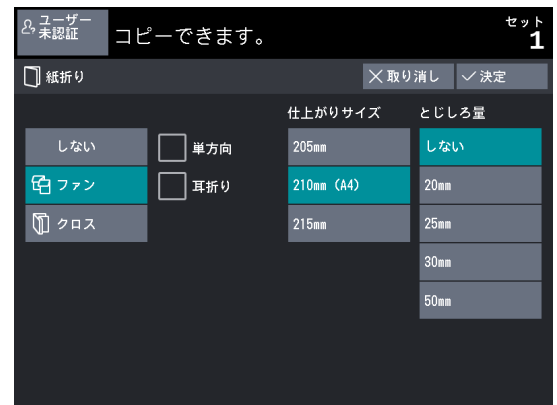 ユーザー
未認証
コピーできます。
セット
1
紙折り
取り消し
決定
仕上がりサイズ
とじしろ量
しない
単方向
205mm
しない
ファン
耳折り
210mm (A4)
20mm
クロス
215mm
25mm
30mm
50mm